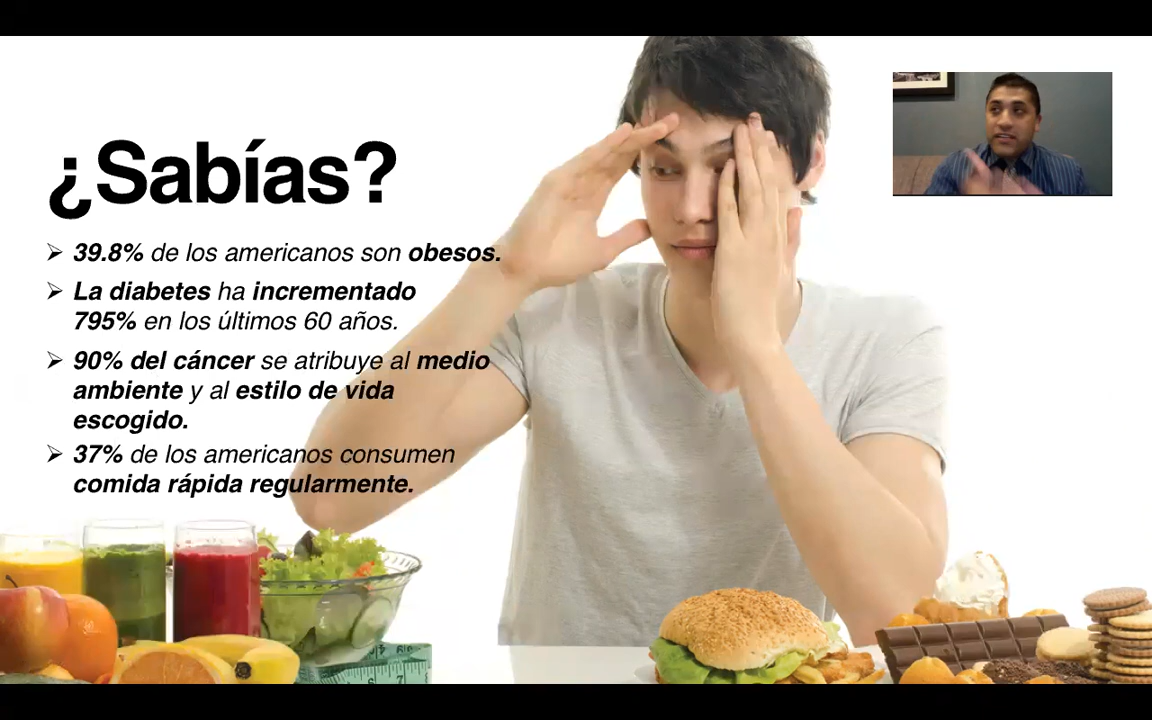 ¿Sabías?
➢ 39.8% de los americanos son obesos.
➢ La diabetes ha incrementado
795% en los últimos 60 años.
➢ 90% del cáncer se atribuye al medio
ambiente y al estilo de vida
escogido.
➢ 37% de los americanos consumen
comida rápida regularmente.
7